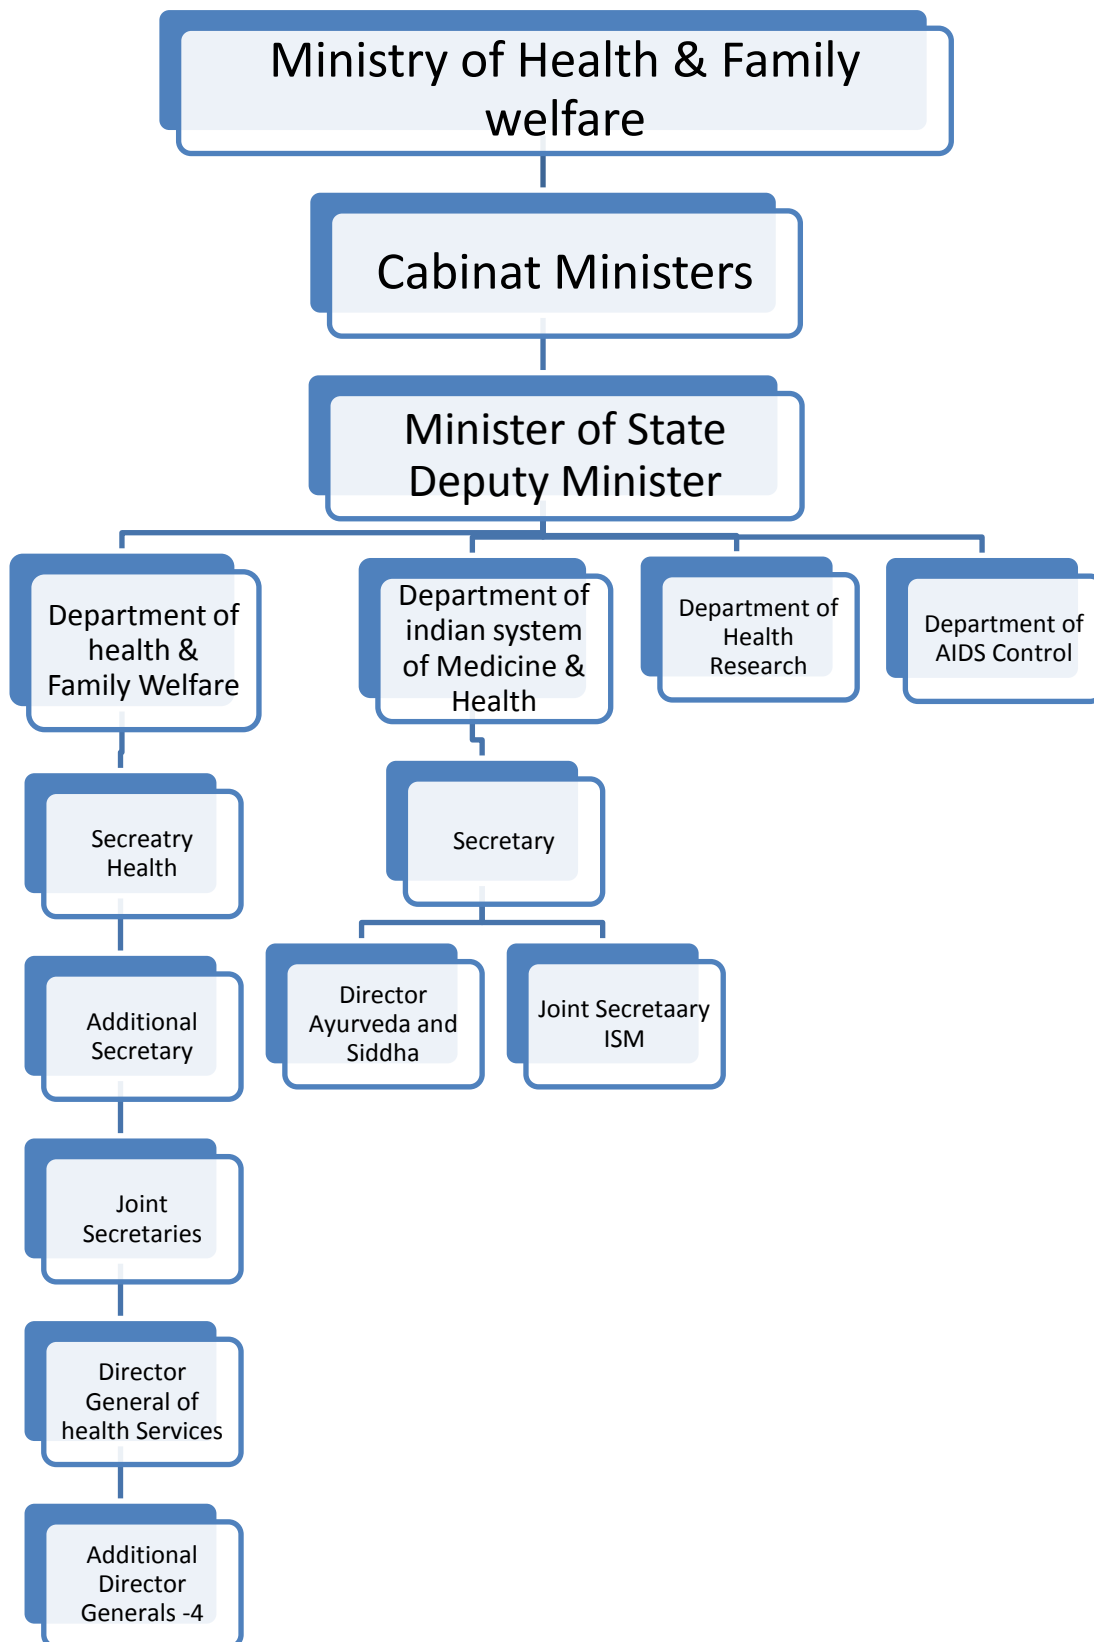 Ministry of Health & Family
welfare
Cabinat Ministers
Minister of State
Deputy Minister
Department of
health &
Family Welfare
Department of
indian system
of Medicine &
Health
Department of
Health
Research
Department of
AIDS Control
Secreatry
Health
Secretary
Additional
Secretary
Director
Ayurveda and
Siddha
Joint Secretaary
ISM
Joint
Secretaries
Director
General of
health Services
Additional
Director
Generals -4